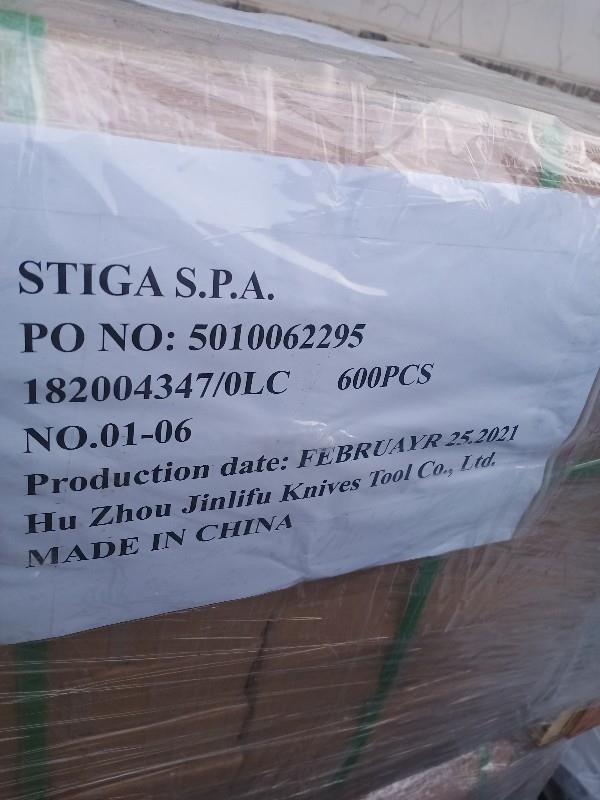 STIGA S.P.A.
PO NO: 5010062295
182004347/0LC 600PCS
NO.01-06
Production date: FEBRUAYR 25.2021
Hu Zhou Jinlifu Knives Tool Co., Ltd.
MADE IN CHINA